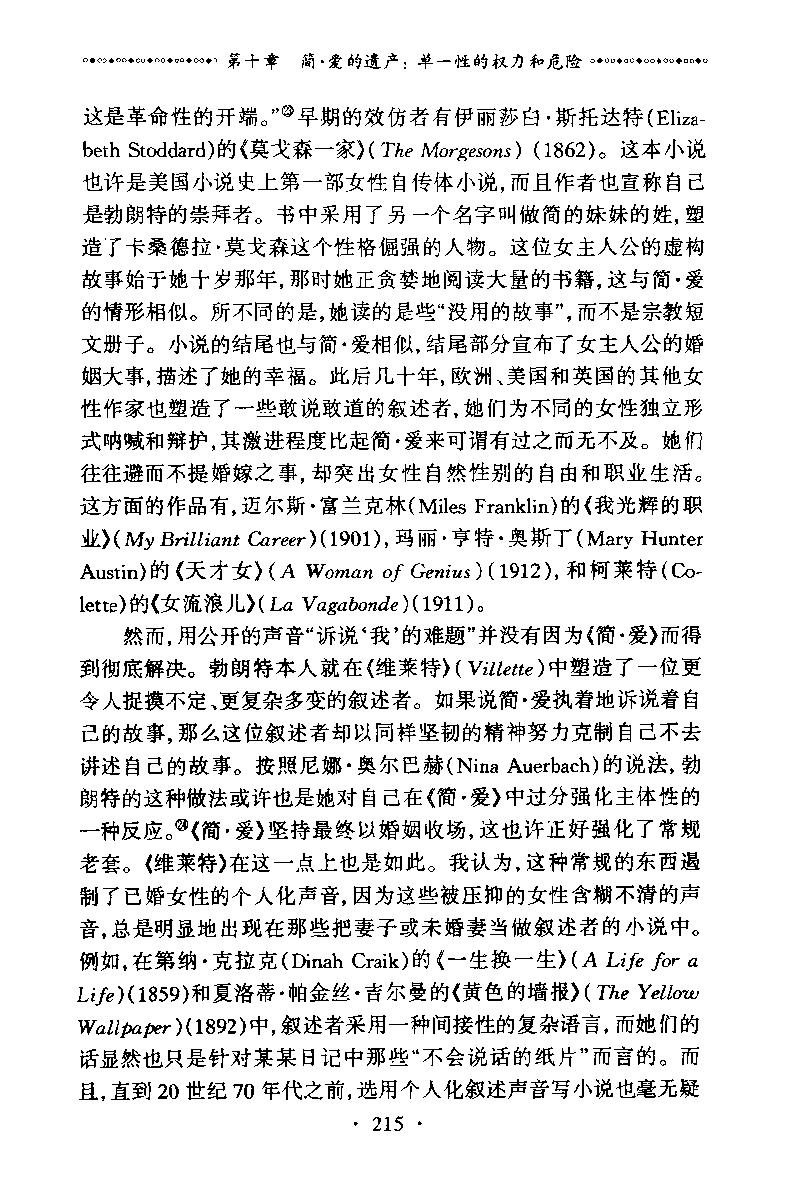 第十章　简·爱的遗产：单一性的权力和危险
这是革命性的开端。”㉓早期的效仿者有伊丽莎白·斯托达特(Eliza-
beth Stoddard)的《莫戈森一家》(The Morgesons) (1862)。这本小说
也许是美国小说史上第一部女性自传体小说,而且作者也宣称自己
是勃朗特的崇拜者。书中采用了另一个名字叫做简的妹妹的姓,塑
造了卡桑德拉·莫戈森这个性格倔强的人物。这位女主人公的虚构
故事始于她十岁那年,那时她正贪婪地阅读大量的书籍,这与简·爱
的情形相似。所不同的是,她读的是些“没用的故事”,而不是宗教短
文册子。小说的结尾也与简·爱相似,结尾部分宣布了女主人公的婚
姻大事,描述了她的幸福。此后几十年,欧洲、美国和英国的其他女
性作家也塑造了一些敢说敢道的叙述者,她们为不同的女性独立形
式呐喊和辩护,其激进程度比起简·爱来可谓有过之而无不及。她们
往往避而不提婚嫁之事,却突出女性自然性别的自由和职业生活。
这方面的作品有,迈尔斯·富兰克林(Miles Franklin)的《我光辉的职
业》(My Brilliant Career)(1901),玛丽·亨特·奥斯丁(Mary Hunter
Austin)的《天才女》(A Woman of Genius)(1912),和柯莱特(Co-
lette)的《女流浪儿》(La Vagabonde)(1911)。
然而,用公开的声音“诉说‘我’的难题”并没有因为《简·爱》而得
到彻底解决。勃朗特本人就在《维莱特》(Villette)中塑造了一位更
令人捉摸不定、更复杂多变的叙述者。如果说简·爱执着地诉说着自
己的故事,那么这位叙述者却以同样坚韧的精神努力克制自己不去
讲述自己的故事。按照尼娜·奥尔巴赫(Nina Auerbach)的说法,勃
朗特的这种做法或许也是她对自己在《简·爱》中过分强化主体性的
一种反应。㉔《简·爱》坚持最终以婚姻收场,这也许正好强化了常规
老套。《维莱特》在这一点上也是如此。我认为,这种常规的东西遏
制了已婚女性的个人化声音,因为这些被压抑的女性含糊不清的声
音,总是明显地出现在那些把妻子或未婚妻当做叙述者的小说中。
例如,在第纳·克拉克(Dinah Craik)的《一生换一生》(A Life for a
Life)(1859)和夏洛蒂·帕金丝·吉尔曼的《黄色的墙报》(The Yellow
Wallpaper)(1892)中,叙述者采用一种间接性的复杂语言,而她们的
话显然也只是针对某某日记中那些“不会说话的纸片”而言的。而
且,直到20世纪70年代之前,选用个人化叙述声音写小说也毫无疑
· 215 ·